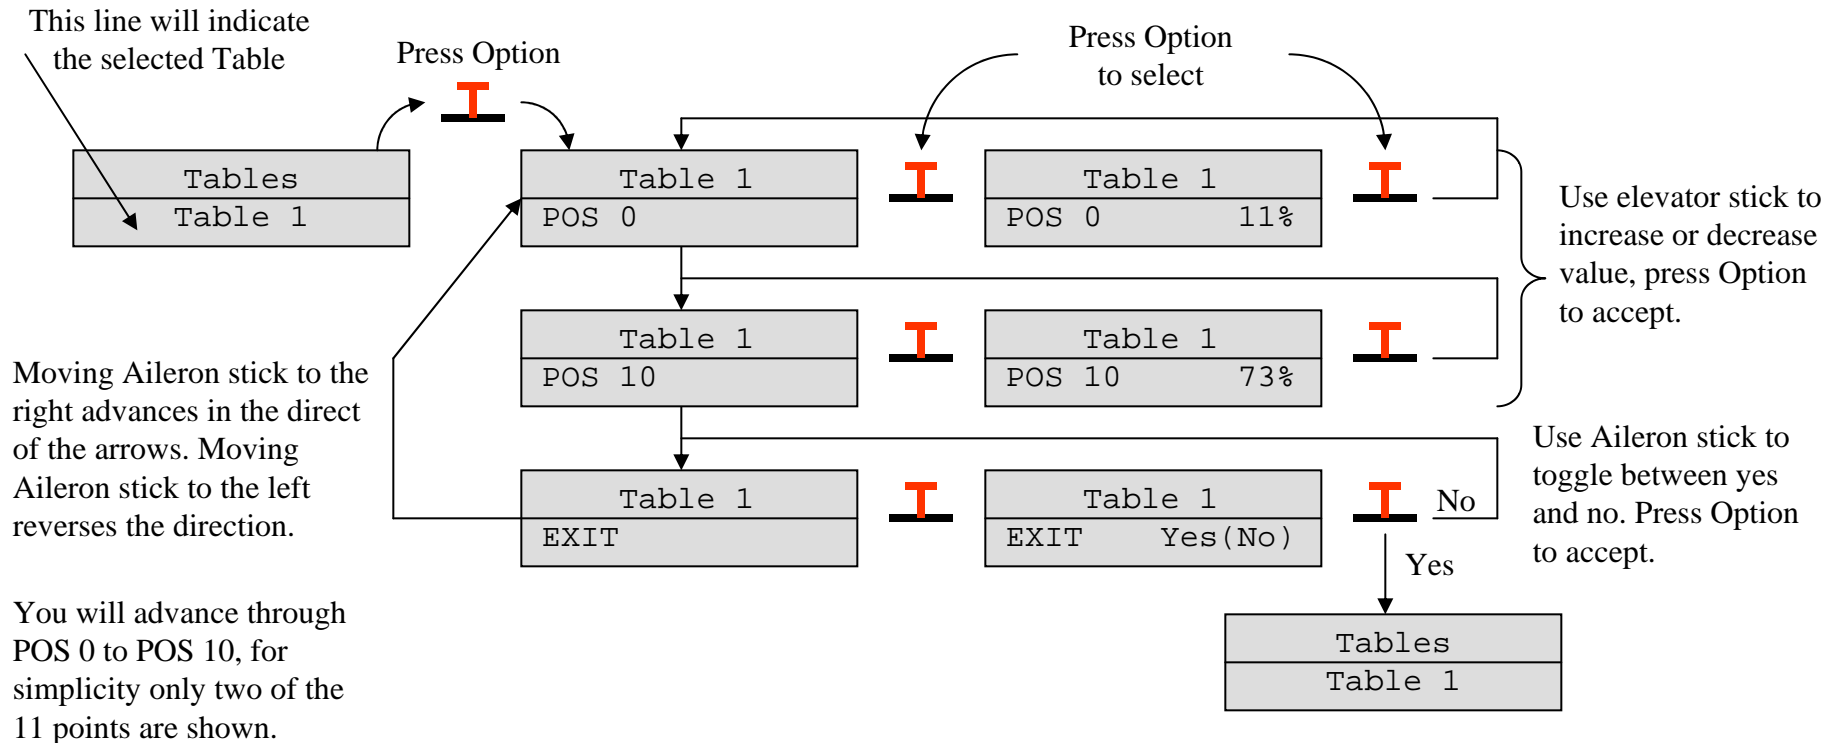 This line will indicate
the selected Table
Press Option
Press Option
to select
Tables
Table 1
Table 1
POS 0
Table 1
POS 0 11%
Use elevator stick to
increase or decrease
value, press Option
to accept.
Table 1
POS 10
Table 1
POS 10 73%
Moving Aileron stick to the
right advances in the direct
of the arrows. Moving
Aileron stick to the left
reverses the direction.
Table 1
EXIT
Table 1
EXIT Yes(No)
No
Yes
Use Aileron stick to
toggle between yes
and no. Press Option
to accept.
You will advance through
POS 0 to POS 10, for
simplicity only two of the
11 points are shown.
Tables
Table 1